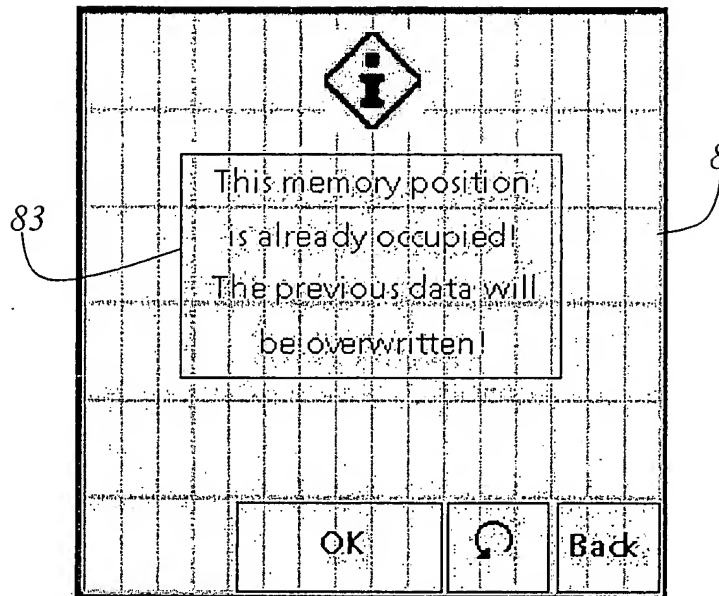 i
This memory position
is already occupied!
83
The previous data will
be overwritten!
OK
Back